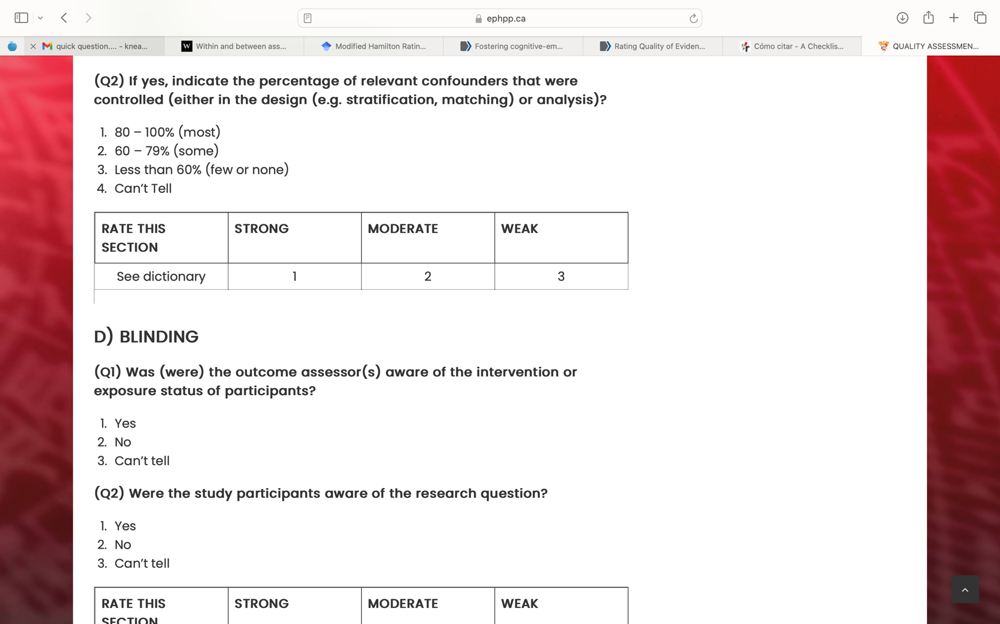 ephpp.ca
quick question.... - knea...
W Within and between ass...
Modified Hamilton Ratin...
Fostering cognitive-em...
Rating Quality of Eviden...
Cómo citar - A Checklis...
QUALITY ASSESSMEN...
(Q2) If yes, indicate the percentage of relevant confounders that were
controlled (either in the design (e.g. stratification, matching) or analysis)?
1. 80 – 100% (most)
2. 60 – 79% (some)
3. Less than 60% (few or none)
4. Can’t Tell
RATE THIS SECTION STRONG MODERATE WEAK
See dictionary 1 2 3
D) BLINDING
(Q1) Was (were) the outcome assessor(s) aware of the intervention or
exposure status of participants?
1. Yes
2. No
3. Can’t tell
(Q2) Were the study participants aware of the research question?
1. Yes
2. No
3. Can’t tell
RATE THIS SECTION STRONG MODERATE WEAK